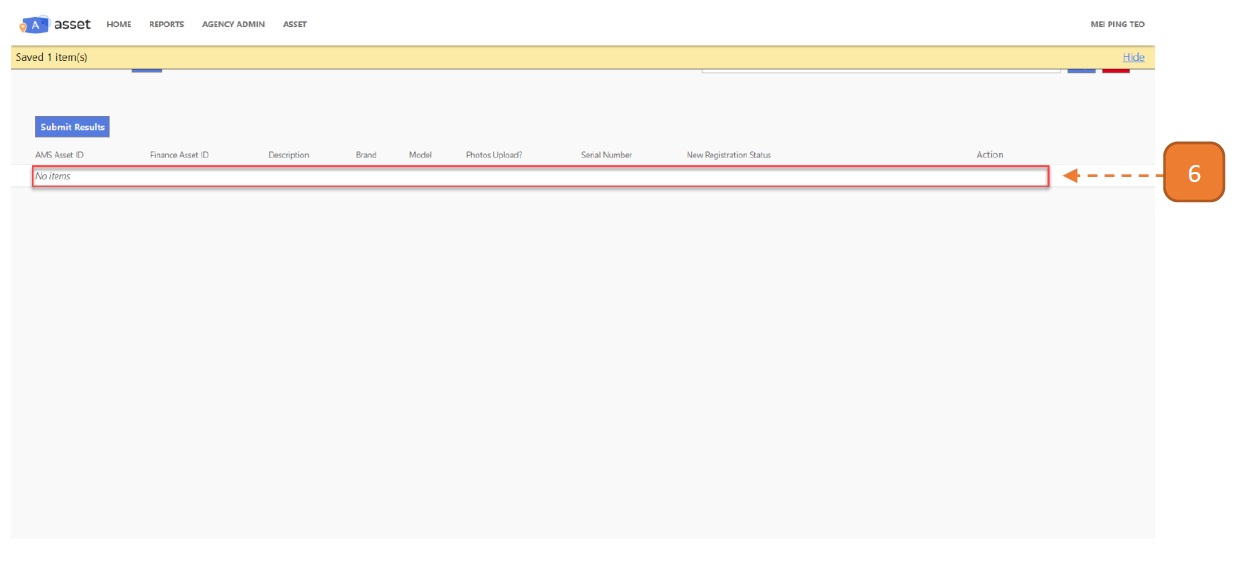 A asset HOME REPORTS AGENCY ADMIN ASSET MEI PING TEO
Saved 1 item(s) Hide
Submit Results
AMS Asset ID Finance Asset ID Description Brand Model Photos Upload? Serial Number New Registration Status Action
No items
6